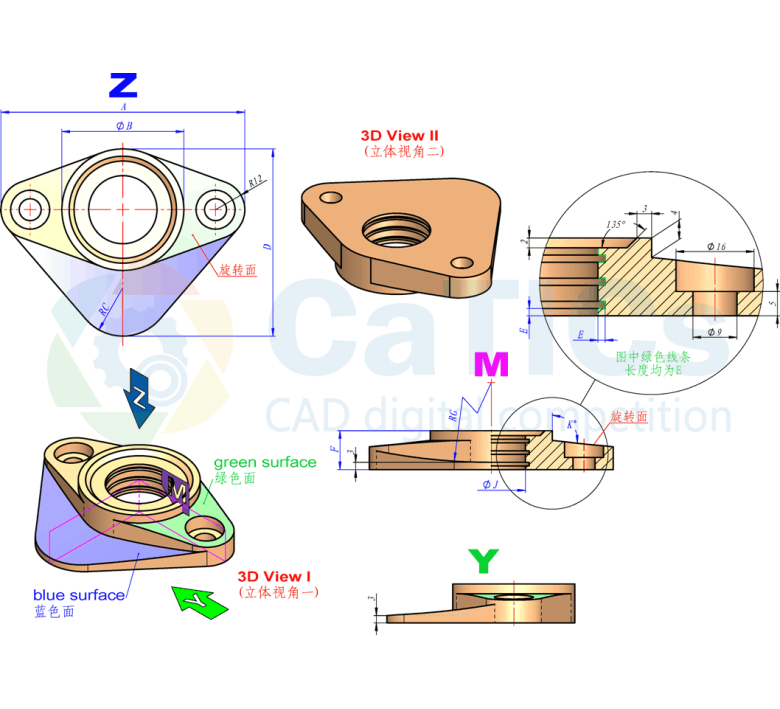 Z
A
ΦB
3D View II
(立体视角二)
R12
D
旋转面
RC
135°
3
1
4
2
Φ16
5
E
E
Φ9
图中绿色线条
长度均为E
CaTICs
CAD digital competition
M
RG
K°
旋转面
F
3
ΦJ
Z
M
green surface
绿色面
3D View I
(立体视角一)
blue surface
蓝色面
Y
Y
3